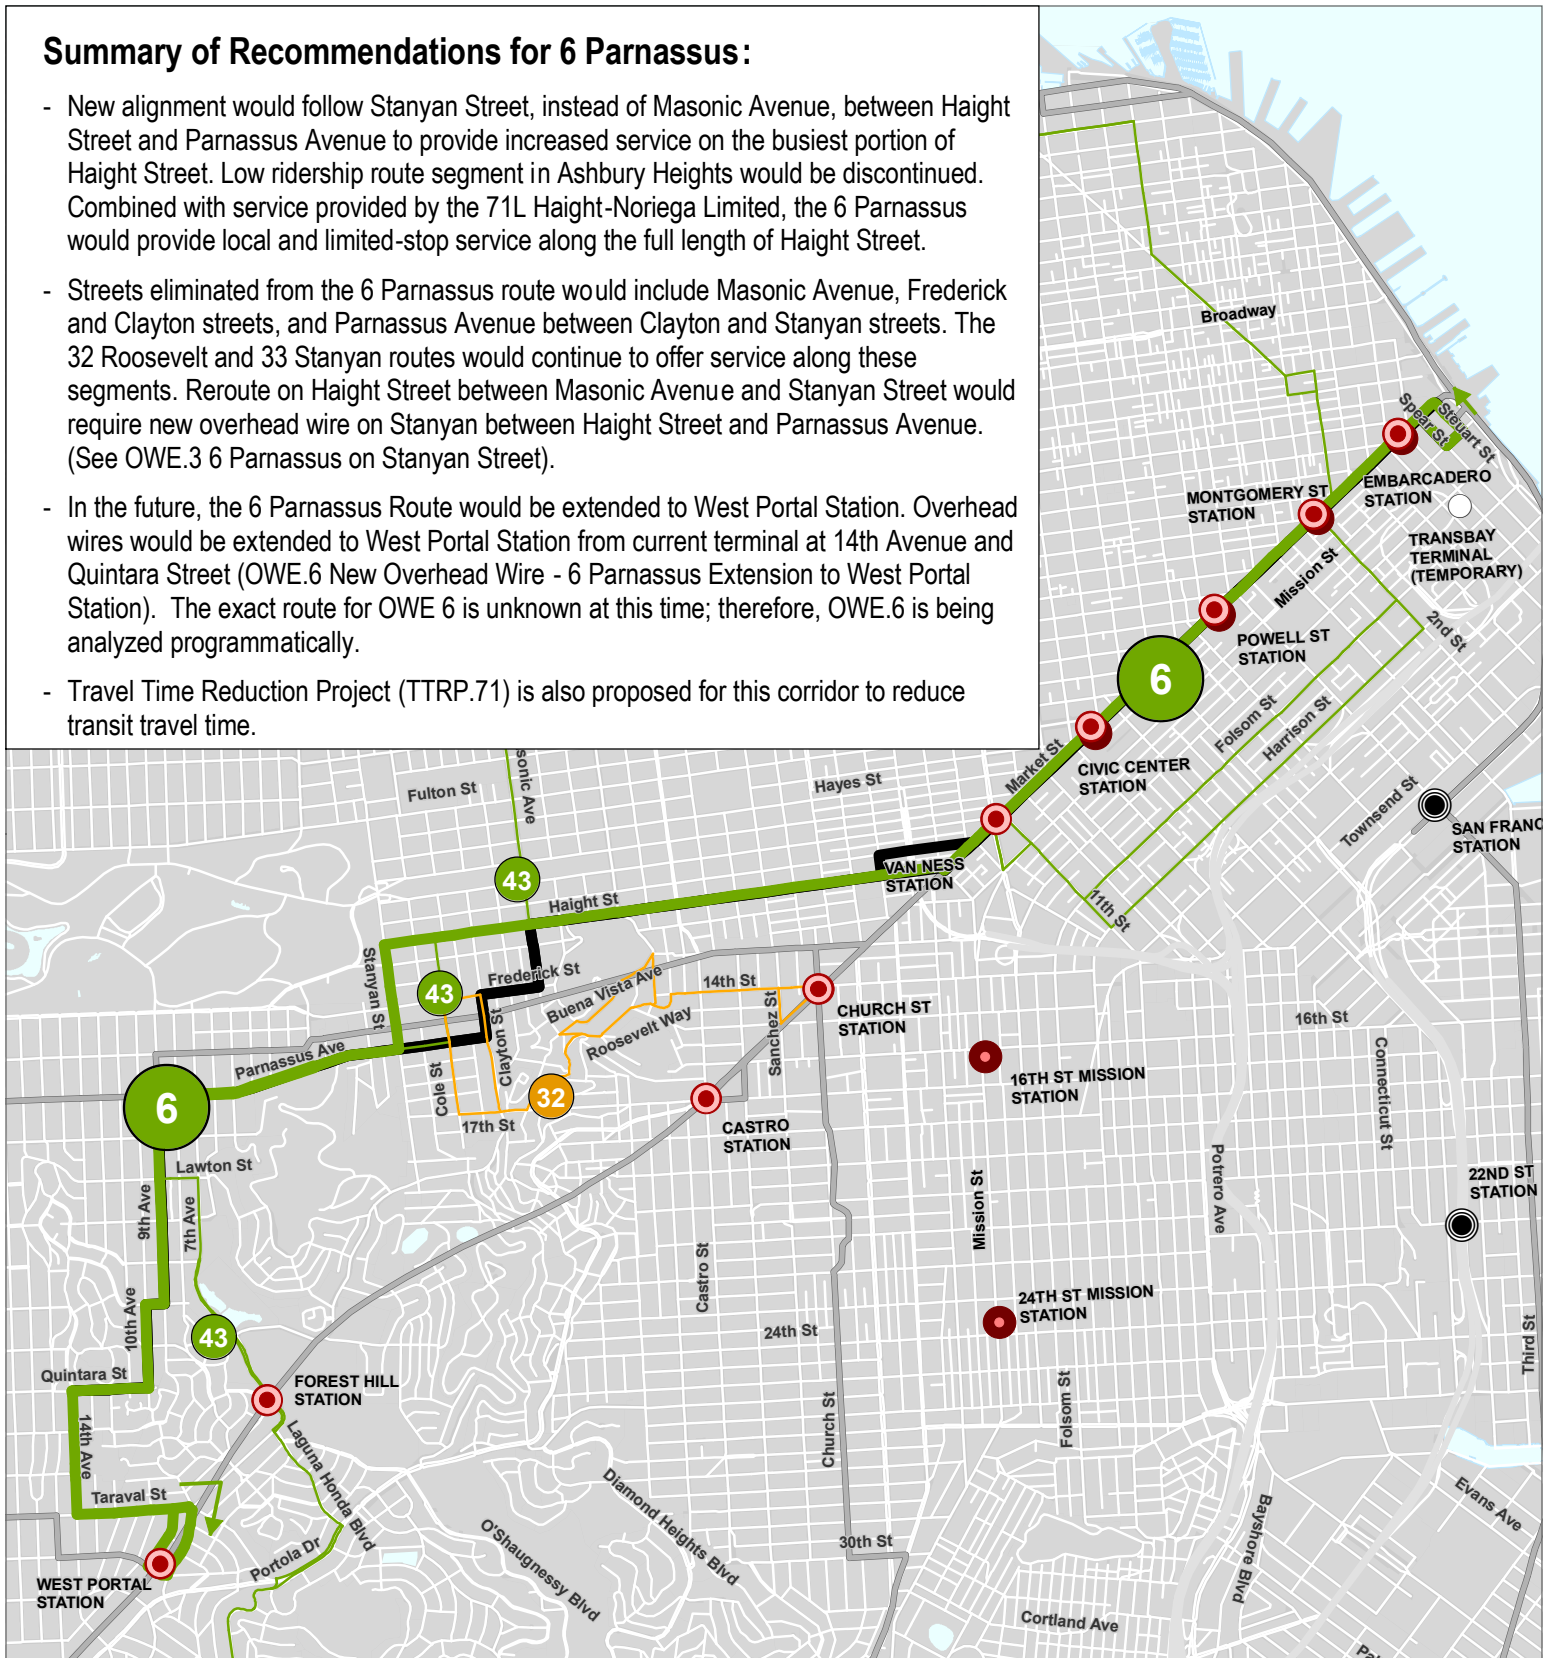 Summary of Recommendations for 6 Parnassus:
- New alignment would follow Stanyan Street, instead of Masonic Avenue, between Haight
Street and Parnassus Avenue to provide increased service on the busiest portion of
Haight Street. Low ridership route segment in Ashbury Heights would be discontinued.
Combined with service provided by the 71L Haight-Noriega Limited, the 6 Parnassus
would provide local and limited-stop service along the full length of Haight Street.
- Streets eliminated from the 6 Parnassus route would include Masonic Avenue, Frederick
and Clayton streets, and Parnassus Avenue between Clayton and Stanyan streets. The
32 Roosevelt and 33 Stanyan routes would continue to offer service along these
segments. Reroute on Haight Street between Masonic Avenue and Stanyan Street would
require new overhead wire on Stanyan between Haight Street and Parnassus Avenue.
(See OWE.3 6 Parnassus on Stanyan Street).
- In the future, the 6 Parnassus Route would be extended to West Portal Station. Overhead
wires would be extended to West Portal Station from current terminal at 14th Avenue and
Quintara Street (OWE.6 New Overhead Wire - 6 Parnassus Extension to West Portal
Station). The exact route for OWE 6 is unknown at this time; therefore, OWE.6 is being
analyzed programmatically.
- Travel Time Reduction Project (TTRP.71) is also proposed for this corridor to reduce
transit travel time.
Broadway
Spear St
Steuart St
EMBARCADERO
STATION
MONTGOMERY ST
STATION
TRANSBAY
TERMINAL
(TEMPORARY)
Mission St
2nd St
POWELL ST
STATION
6
Folsom St
Harrison St
Market St
CIVIC CENTER
STATION
Townsend St
SAN FRANC
STATION
sonic Ave
Fulton St
Hayes St
VAN NESS
STATION
11th St
43
Haight St
Stanyan St
43
Frederick St
Buena Vista Ave
14th St
Sanchez St
CHURCH ST
STATION
16th St
Roosevelt Way
Clayton St
Parnassus Ave
Cole St
Connecticut St
16TH ST MISSION
STATION
6
32
17th St
CASTRO
STATION
Lawton St
9th Ave
7th Ave
Mission St
Potrero Ave
22ND ST
STATION
Castro St
10th Ave
43
24TH ST MISSION
STATION
24th St
Third St
Quintara St
FOREST HILL
STATION
14th Ave
Church St
Folsom St
Laguna Honda Blvd
Taraval St
Diamond Heights Blvd
O'Shaugnessy Blvd
30th St
Bayshore Blvd
Evans Ave
Portola Dr
WEST PORTAL
STATION
Cortland Ave